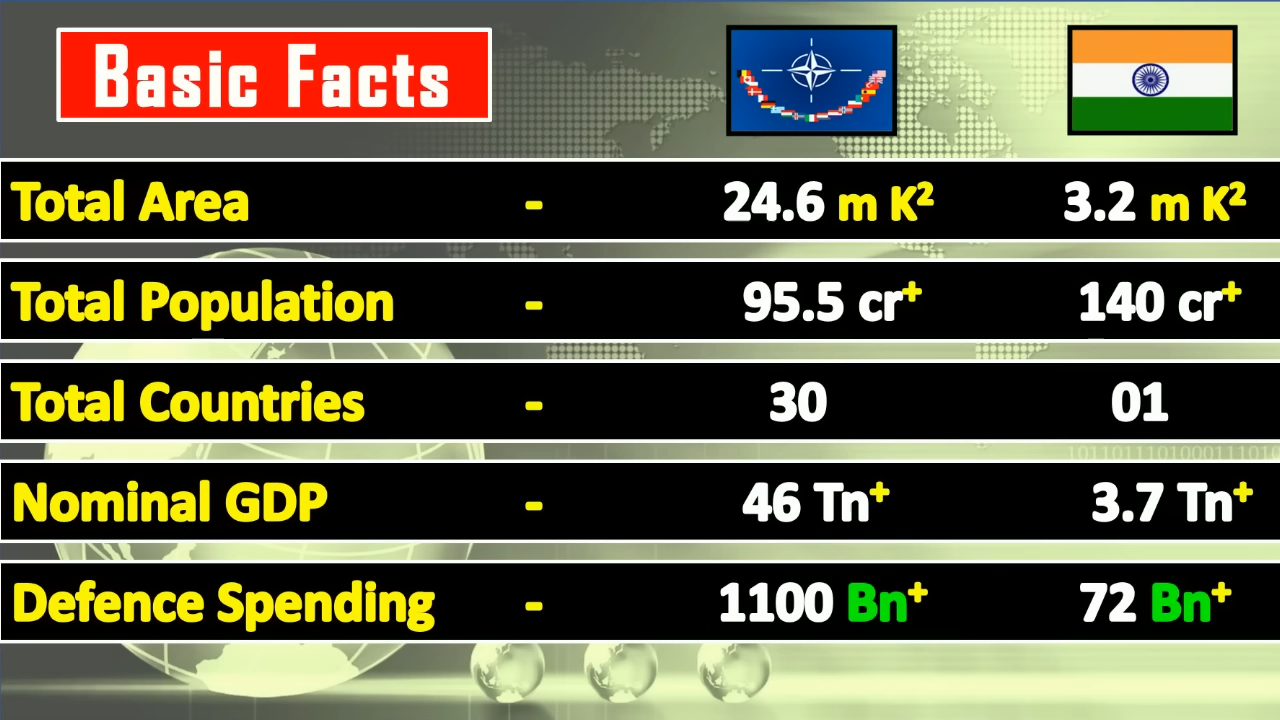 Basic Facts
Total Area - 24.6 m K² 3.2 m K²
Total Population - 95.5 cr⁺ 140 cr⁺
Total Countries - 30 01
1011011101000111010
Nominal GDP - 46 Tn⁺ 3.7 Tn⁺
Defence Spending - 1100 Bn⁺ 72 Bn⁺